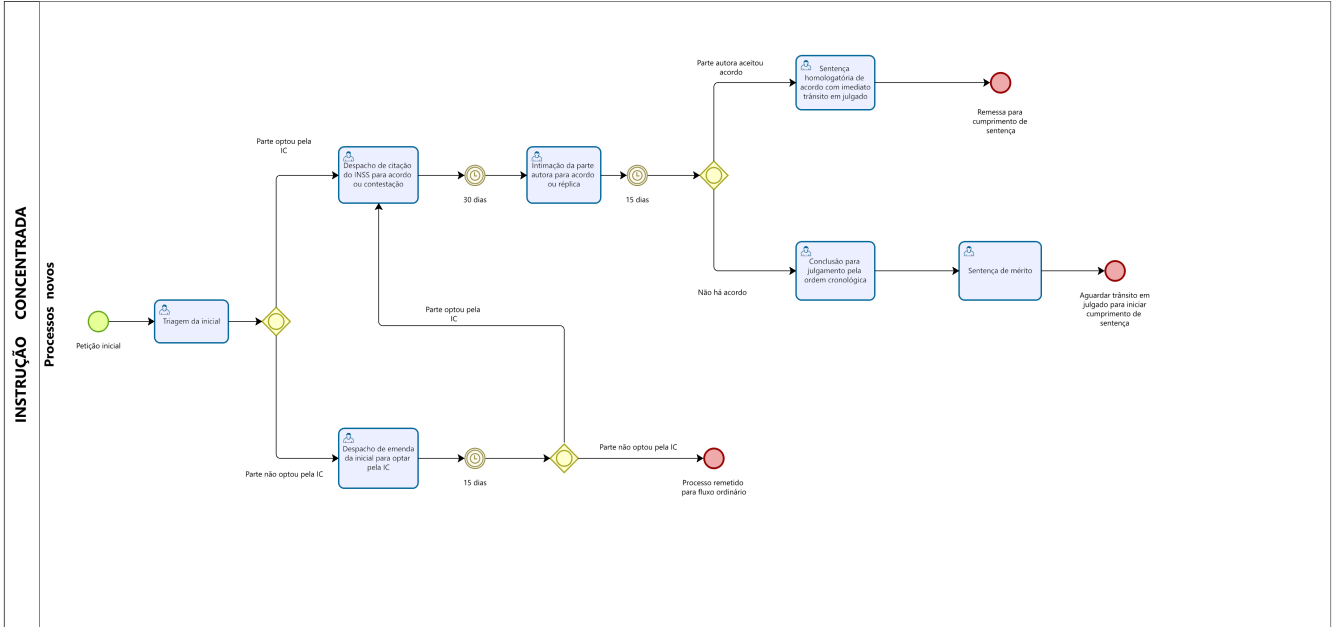 INSTRUÇÃO CONCENTRADA
Processos novos
Petição inicial
Triagem da inicial
Parte optou pela
IC
Despacho de citação
do INSS para acordo
ou contestação
30 dias
Intimação da parte
autora para acordo
ou réplica
15 dias
Parte autora aceitou
acordo
Sentença
homologatória de
acordo com imediato
trânsito em julgado
Remessa para
cumprimento de
sentença
Não há acordo
Conclusão para
julgamento pela
ordem cronológica
Sentença de mérito
Aguardar trânsito em
julgado para iniciar
cumprimento de
sentença
Parte optou pela
IC
Parte não optou pela IC
Despacho de emenda
da inicial para optar
pela IC
15 dias
Parte não optou pela IC
Processo remetido
para fluxo ordinário